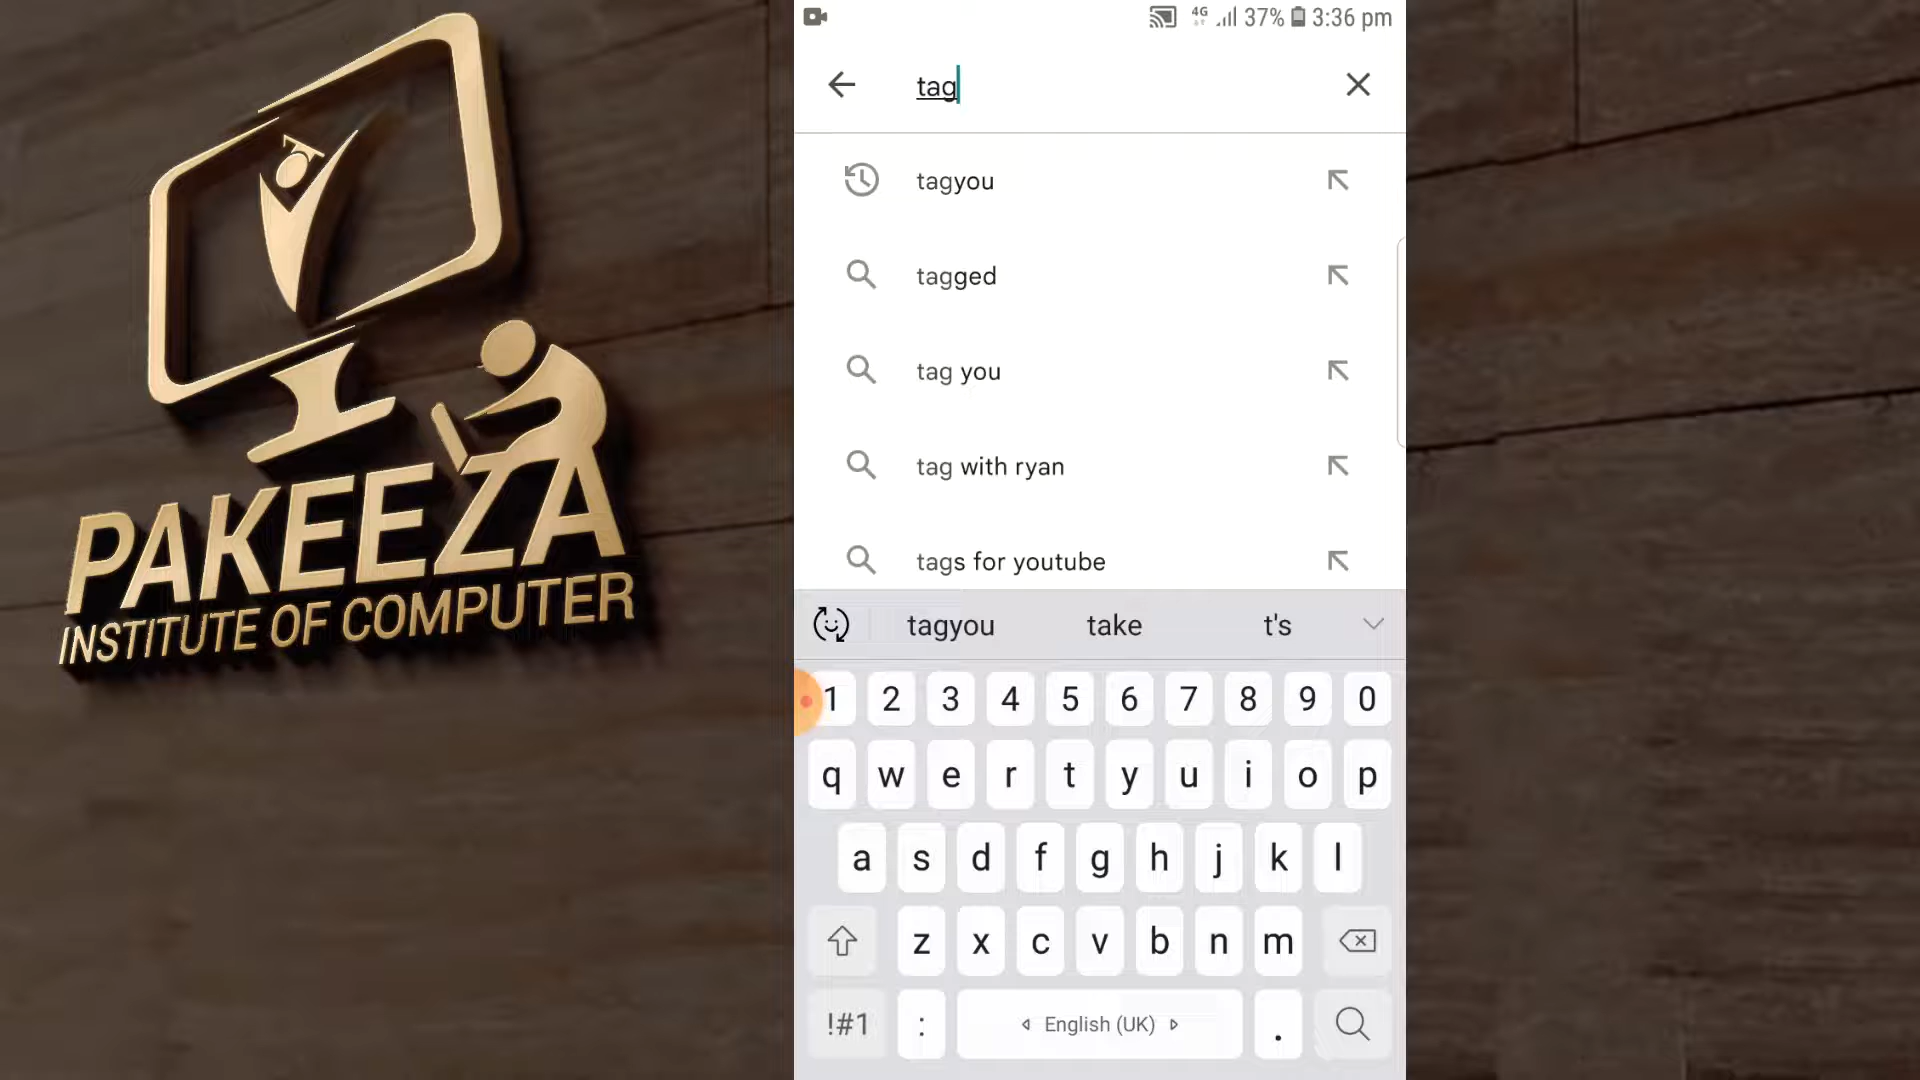 PAKEEZA
INSTITUTE OF COMPUTER
4G 37% 3:36 pm
tag
tagyou
tagged
tag you
tag with ryan
tags for youtube
tagyou take t's
1 2 3 4 5 6 7 8 9 0
q w e r t y u i o p
a s d f g h j k l
z x c v b n m
!#1 : English (UK) .